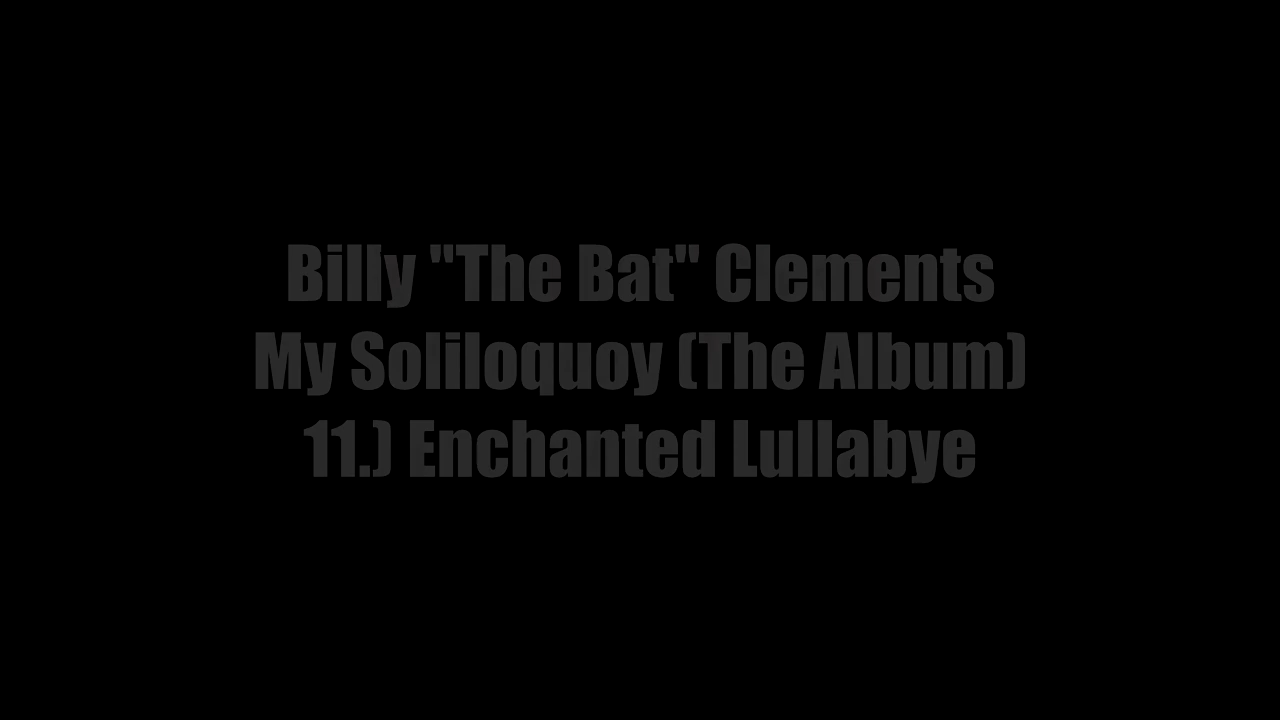 Billy "The Bat" Clements
My Soliloquoy (The Album)
11.) Enchanted Lullabye